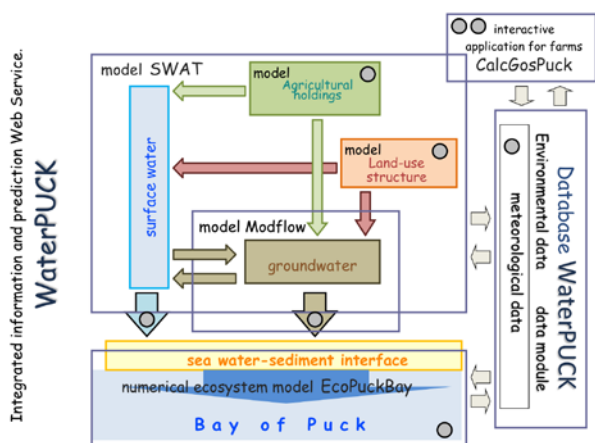 Integrated information and prediction Web Service.
WaterPUCK
model SWAT
model
Agricultural
holdings
surface water
model
Land-use
structure
model Modflow
groundwater
sea water-sediment interface
numerical ecosystem model EcoPuckBay
Bay of Puck
interactive
application for farms
CalcGosPuck
Database WaterPUCK
Environmental data data module
meteorological data